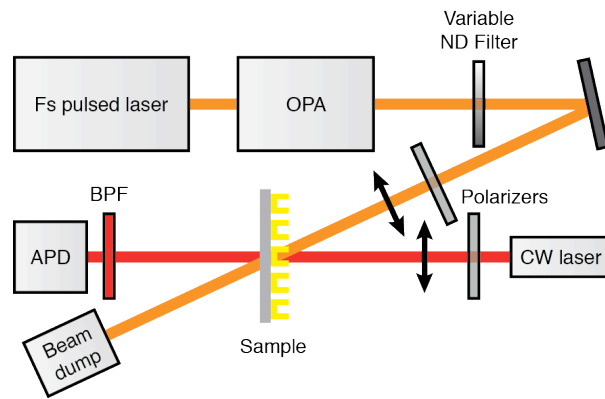 Variable
ND Filter
Fs pulsed laser
OPA
BPF
Polarizers
APD
CW laser
Beam
dump
Sample